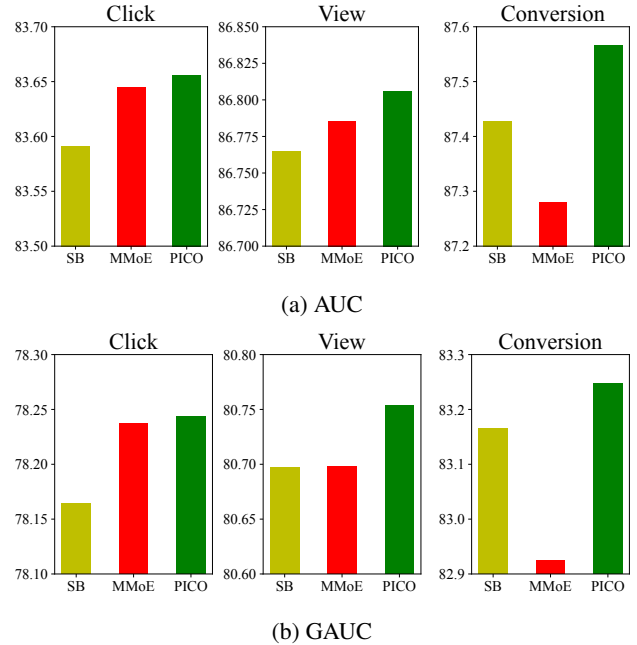 Click
View
Conversion
83.70
83.65
83.60
83.55
83.50
SB
MMoE
PICO
86.850
86.825
86.800
86.775
86.750
86.725
86.700
SB
MMoE
PICO
87.6
87.5
87.4
87.3
87.2
SB
MMoE
PICO
(a) AUC
Click
View
Conversion
78.30
78.25
78.20
78.15
78.10
SB
MMoE
PICO
80.80
80.75
80.70
80.65
80.60
SB
MMoE
PICO
83.3
83.2
83.1
83.0
82.9
SB
MMoE
PICO
(b) GAUC